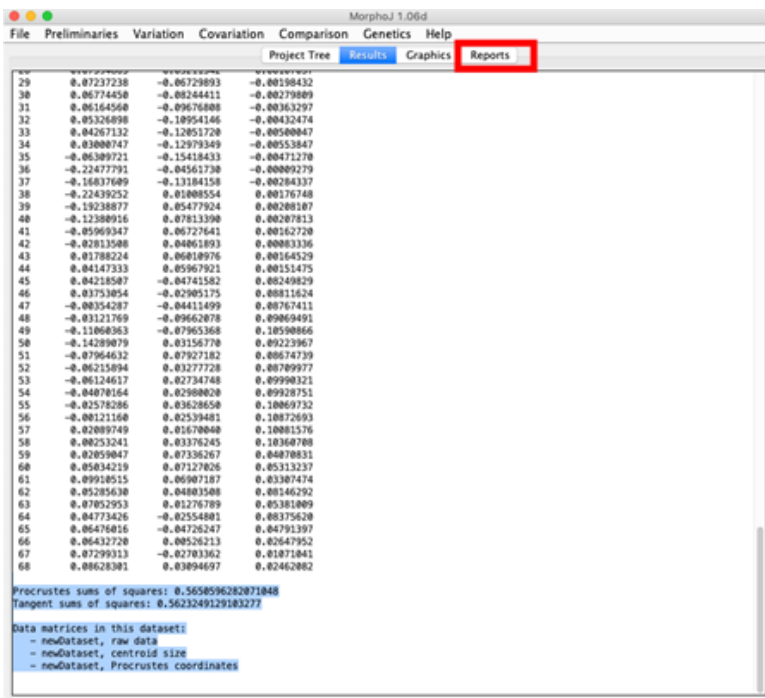 MorphoJ 1.06d
File Preliminaries Variation Covariation Comparison Genetics Help
Project Tree Results Graphics Reports
29 0.07237238 -0.06729893 -0.00198432
30 0.06774450 -0.08244411 -0.00279809
31 0.06164560 -0.09676808 -0.00363297
32 0.05326898 -0.10954146 -0.00432474
33 0.04267132 -0.12051720 -0.00500047
34 0.03000747 -0.12979349 -0.00553847
35 -0.06309721 -0.15418433 -0.00471270
36 -0.22477791 -0.04561730 -0.00009279
37 -0.16837609 -0.13184158 -0.00284337
38 -0.22439252 0.01008554 0.00176748
39 -0.19238877 0.05477924 0.00208107
40 -0.12380916 0.07813390 0.00207813
41 -0.05969347 0.06727641 0.00162720
42 -0.02813508 0.04061893 0.00083336
43 0.01788224 0.06010976 0.00164529
44 0.04147333 0.05967921 0.00151475
45 0.04218507 -0.04741582 0.08249829
46 0.03753054 -0.02905175 0.08811624
47 -0.00354287 -0.04411499 0.08767411
48 -0.03121769 -0.09662078 0.09069491
49 -0.11060363 -0.07965368 0.10590866
50 -0.14289079 0.03156770 0.09223967
51 -0.07964632 0.07927182 0.08674739
52 -0.06215894 0.03277728 0.08709977
53 -0.06124617 0.02734748 0.09990321
54 -0.04070164 0.02980020 0.09928751
55 -0.02578286 0.03628650 0.10069732
56 -0.00121160 0.02539481 0.10872693
57 0.02089749 0.01670040 0.10081576
58 0.00253241 0.03376245 0.10360708
59 0.02059047 0.07336267 0.04070831
60 0.05034219 0.07127026 0.05313237
61 0.09910515 0.06907187 0.03307474
62 0.05285630 0.04803508 0.08146292
63 0.07052953 0.01276789 0.05381009
64 0.04773426 -0.02554801 0.08375620
65 0.06476016 -0.04726247 0.04791397
66 0.06432720 0.00526213 0.02647952
67 0.07299313 -0.02703362 0.01071041
68 0.08628301 0.03094697 0.02462082
Procrustes sums of squares: 0.5650596282071048
Tangent sums of squares: 0.5623249129103277
Data matrices in this dataset:
- newDataset, raw data
- newDataset, centroid size
- newDataset, Procrustes coordinates